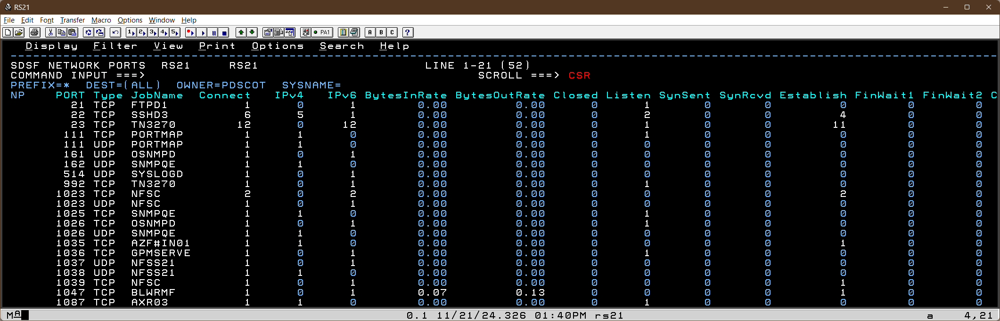 RS21
File Edit Font Transfer Macro Options Window Help
1 2 3 4 5 PA1 A B C ?
Display Filter View Print Options Search Help
SDSF NETWORK PORTS RS21 RS21 LINE 1-21 (52)
COMMAND INPUT ===> SCROLL ===> CSR
PREFIX=* DEST=(ALL) OWNER=PDSCOT SYSNAME=
NP PORT Type JobName Connect IPv4 IPv6 BytesInRate BytesOutRate Closed Listen SynSent SynRcvd Establish FinWait1 FinWait2 C
21 TCP FTPD1 1 0 1 0.00 0.00 0 1 0 0 0 0 0
22 TCP SSHD3 6 5 1 0.00 0.00 0 2 0 0 4 0 0
23 TCP TN3270 12 0 12 0.00 0.00 0 1 0 0 11 0 0
111 TCP PORTMAP 1 1 0 0.00 0.00 0 1 0 0 0 0 0
111 UDP PORTMAP 1 1 0 0.00 0.00 0 0 0 0 0 0 0
161 UDP OSNMPD 1 0 1 0.00 0.00 0 0 0 0 0 0 0
162 UDP SNMPQE 1 1 0 0.00 0.00 0 0 0 0 0 0 0
514 UDP SYSLOGD 1 0 1 0.00 0.00 0 0 0 0 0 0 0
992 TCP TN3270 1 0 1 0.00 0.00 0 1 0 0 0 0 0
1023 TCP NFSC 2 0 2 0.00 0.00 0 0 0 0 2 0 0
1023 UDP NFSC 1 0 1 0.00 0.00 0 0 0 0 0 0 0
1025 TCP SNMPQE 1 1 0 0.00 0.00 0 1 0 0 0 0 0
1026 TCP OSNMPD 1 0 1 0.00 0.00 0 1 0 0 0 0 0
1026 UDP SNMPQE 1 1 0 0.00 0.00 0 0 0 0 0 0 0
1035 TCP AZF#IN01 1 1 0 0.00 0.00 0 0 0 0 1 0 0
1036 TCP GPMSERVE 1 0 1 0.00 0.00 0 1 0 0 0 0 0
1037 UDP NFSS21 1 0 1 0.00 0.00 0 0 0 0 0 0 0
1038 UDP NFSS21 1 1 0 0.00 0.00 0 0 0 0 0 0 0
1039 TCP NFSC 1 0 1 0.00 0.00 0 0 0 0 1 0 0
1047 TCP BLWRMF 1 0 1 0.07 0.13 0 0 0 0 1 0 0
1087 TCP AXR03 1 1 0 0.00 0.00 0 1 0 0 0 0 0
MA 0.1 11/21/24.326 01:40PM rs21 a 4,21